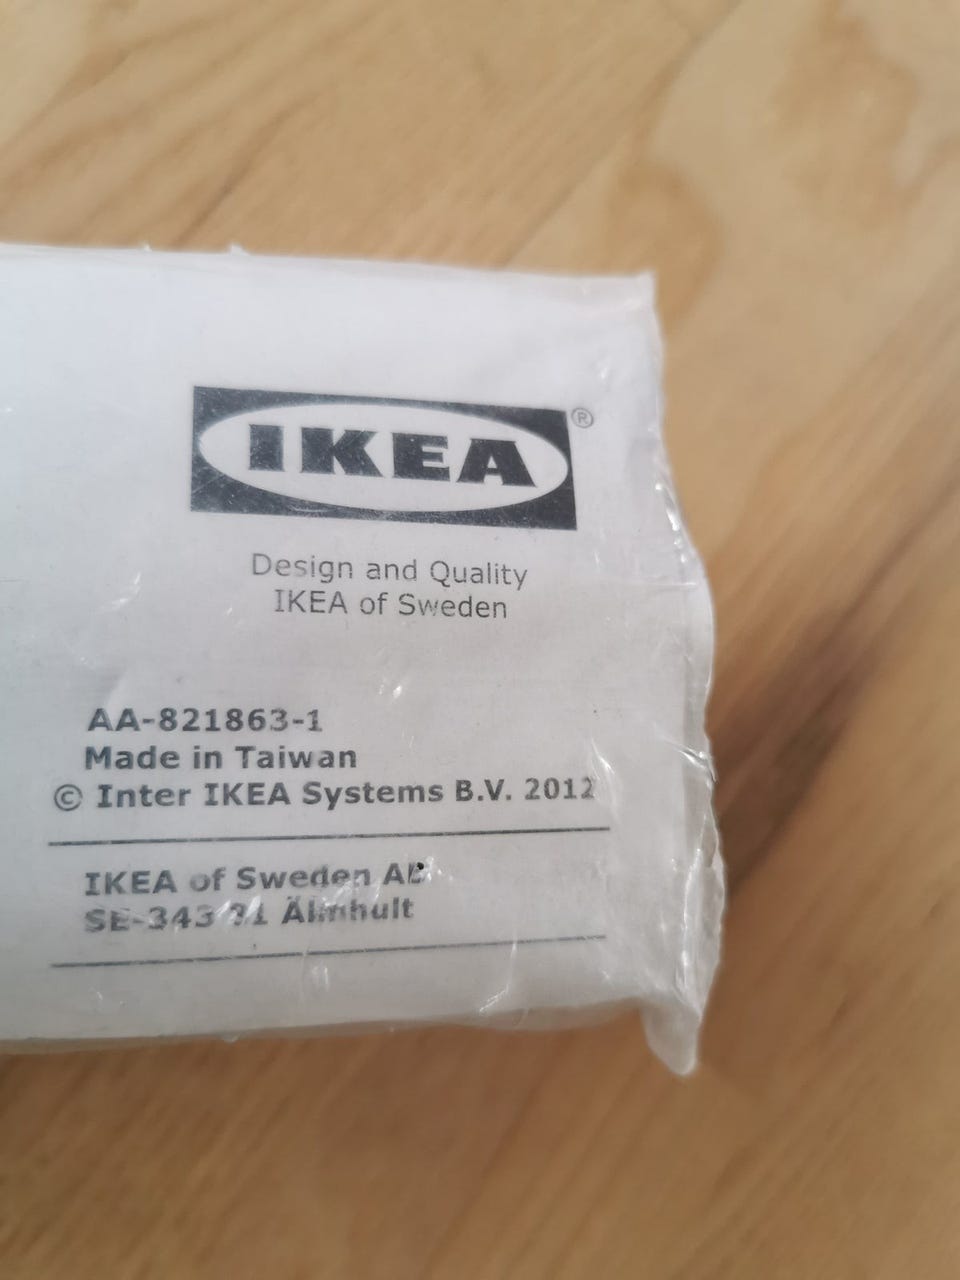 IKEA®
Design and Quality
IKEA of Sweden
AA-821863-1
Made in Taiwan
© Inter IKEA Systems B.V. 2012
IKEA of Sweden AB
SE-343 81 Älmhult